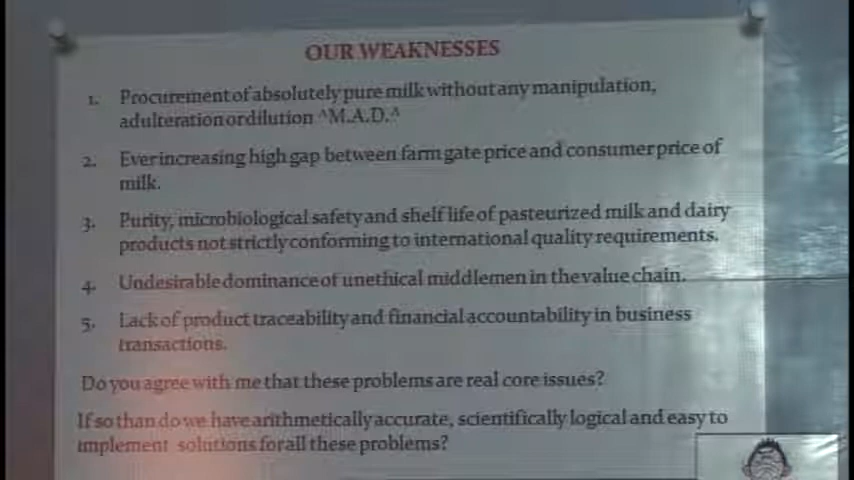 OUR WEAKNESSES
1. Procurement of absolutely pure milk without any manipulation,
adulteration or dilution ^M.A.D.^
2. Ever increasing high gap between farm gate price and consumer price of
milk.
3. Purity, microbiological safety and shelf life of pasteurized milk and dairy
products not strictly conforming to international quality requirements.
4. Undesirable dominance of unethical middlemen in the value chain.
5. Lack of product traceability and financial accountability in business
transactions.
Do you agree with me that these problems are real core issues?
If so than do we have arithmetically accurate, scientifically logical and easy to
implement solutions for all these problems?